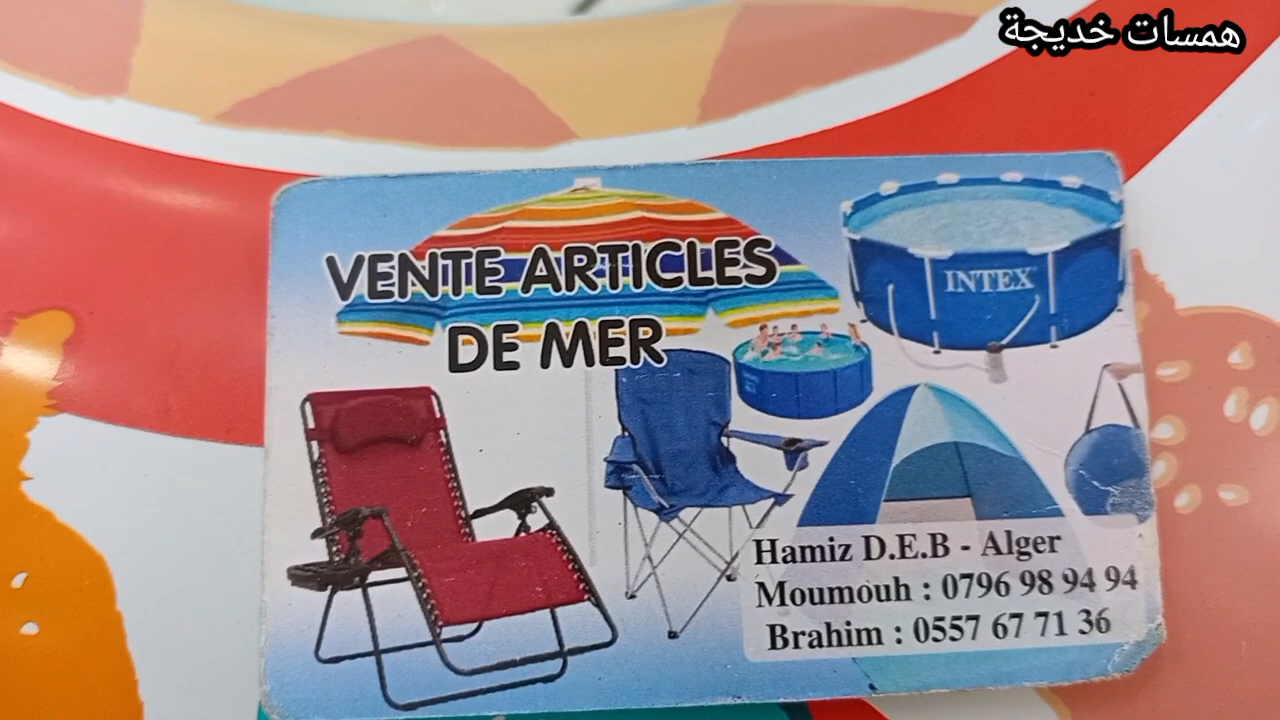 همسات خديجة
VENTE ARTICLES
DE MER
INTEX
Hamiz D.E.B - Alger
Moumouh : 0796 98 94 94
Brahim : 0557 67 71 36